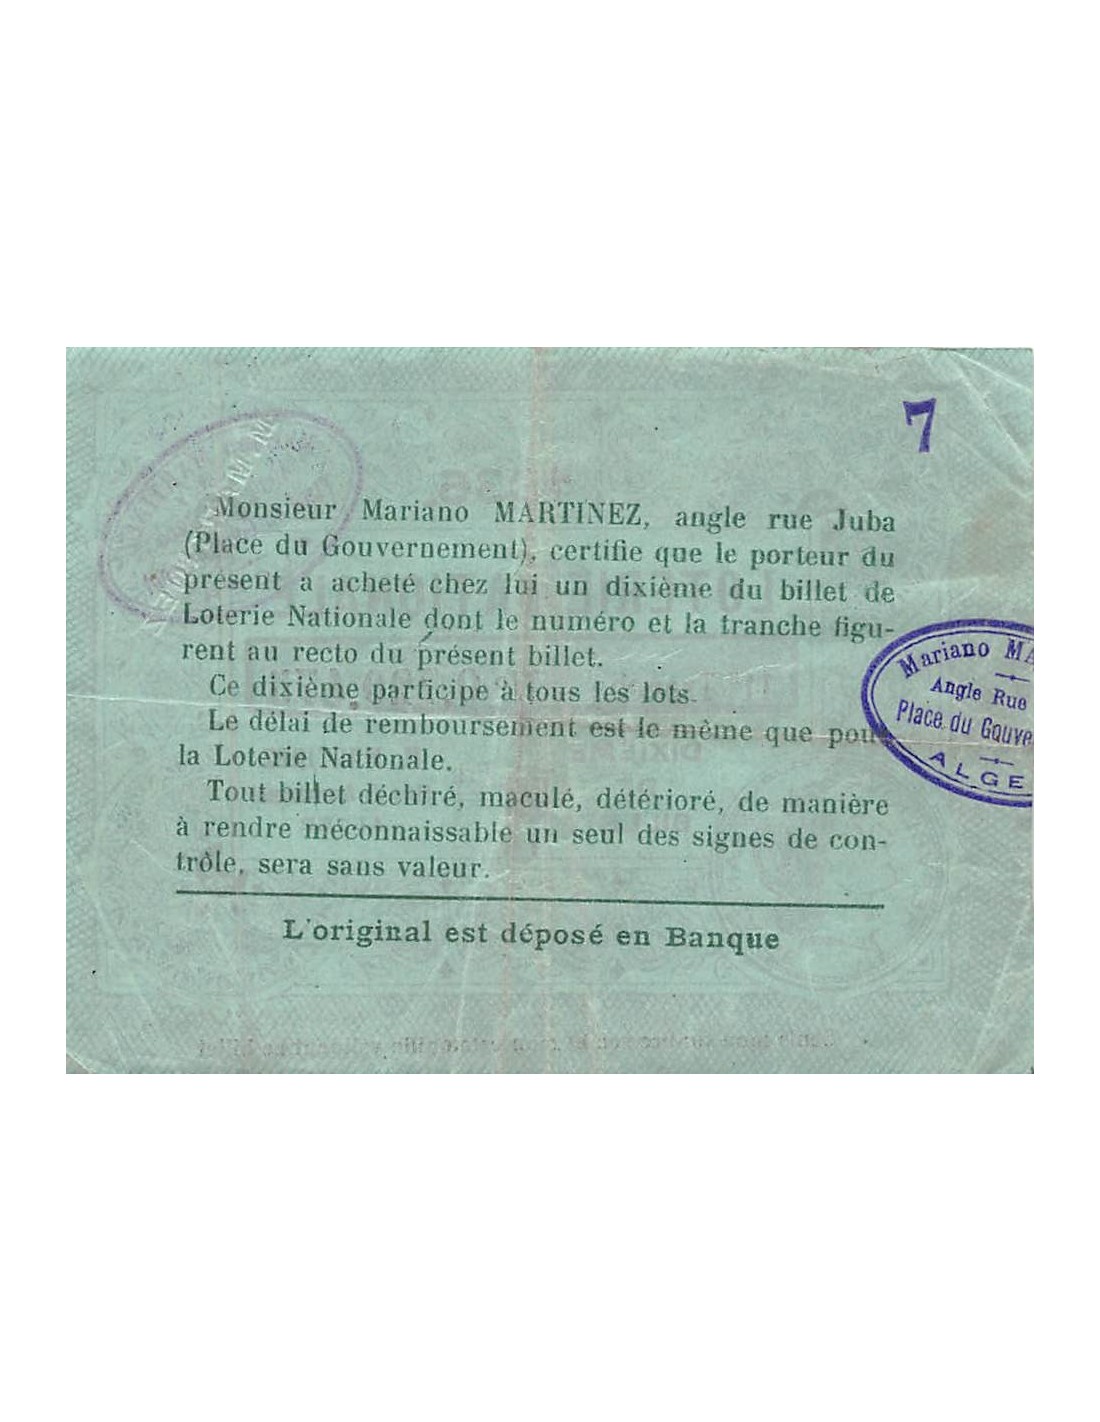 7
Monsieur Mariano MARTINEZ, angle rue Juba
(Place du Gouvernement), certifie que le porteur du
présent a acheté chez lui un dixième du billet de
Loterie Nationale dont le numéro et la tranche figu-
rent au recto du présent billet.
Ce dixième participe à tous les lots.
Le délai de remboursement est le même que pour
la Loterie Nationale.
Tout billet déchiré, maculé, détérioré, de manière
à rendre méconnaissable un seul des signes de con-
trôle, sera sans valeur.
L'original est déposé en Banque
Mariano MA
Angle Rue
Place du Gouve
ALGE